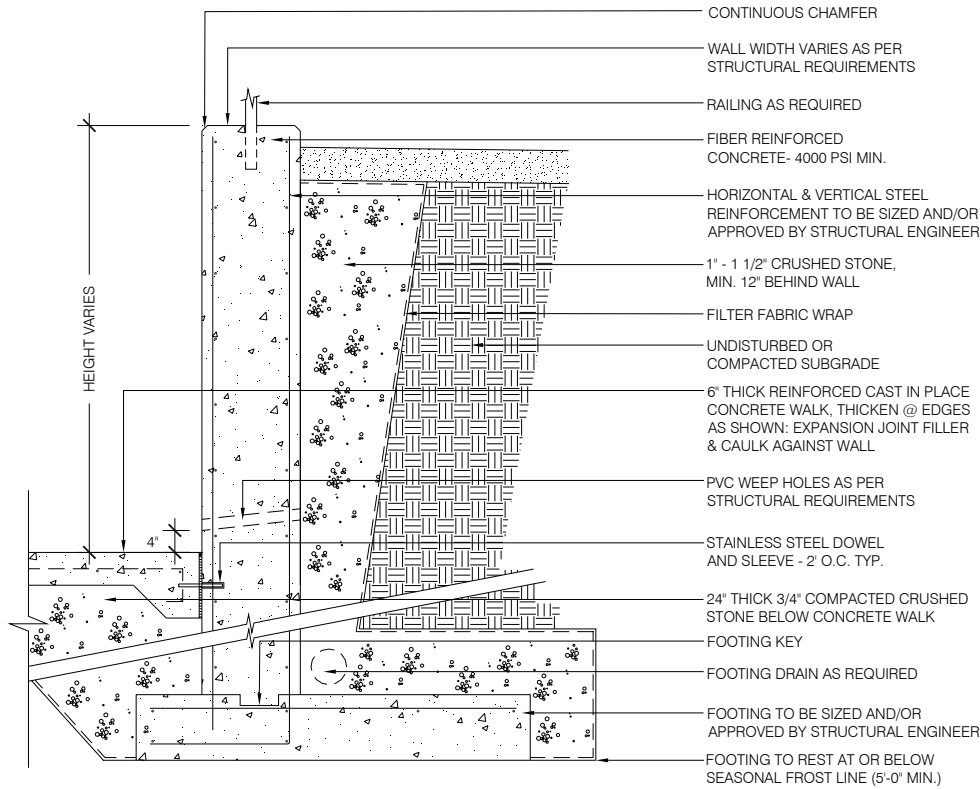 CONTINUOUS CHAMFER
WALL WIDTH VARIES AS PER
STRUCTURAL REQUIREMENTS
RAILING AS REQUIRED
FIBER REINFORCED
CONCRETE- 4000 PSI MIN.
HORIZONTAL & VERTICAL STEEL
REINFORCEMENT TO BE SIZED AND/OR
APPROVED BY STRUCTURAL ENGINEER
1" - 1 1/2" CRUSHED STONE,
MIN. 12" BEHIND WALL
FILTER FABRIC WRAP
UNDISTURBED OR
COMPACTED SUBGRADE
6" THICK REINFORCED CAST IN PLACE
CONCRETE WALK, THICKEN @ EDGES
AS SHOWN: EXPANSION JOINT FILLER
& CAULK AGAINST WALL
PVC WEEP HOLES AS PER
STRUCTURAL REQUIREMENTS
STAINLESS STEEL DOWEL
AND SLEEVE - 2' O.C. TYP.
24" THICK 3/4" COMPACTED CRUSHED
STONE BELOW CONCRETE WALK
FOOTING KEY
FOOTING DRAIN AS REQUIRED
FOOTING TO BE SIZED AND/OR
APPROVED BY STRUCTURAL ENGINEER
FOOTING TO REST AT OR BELOW
SEASONAL FROST LINE (5'-0" MIN.)
HEIGHT VARIES
4"